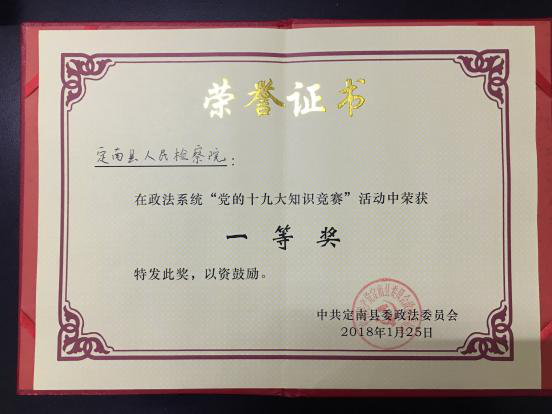 荣誉证书
定南县人民检察院：
在政法系统“党的十九大知识竞赛”活动中荣获
一等奖
特发此奖，以资鼓励。
中共定南县委政法委员会
2018年1月25日